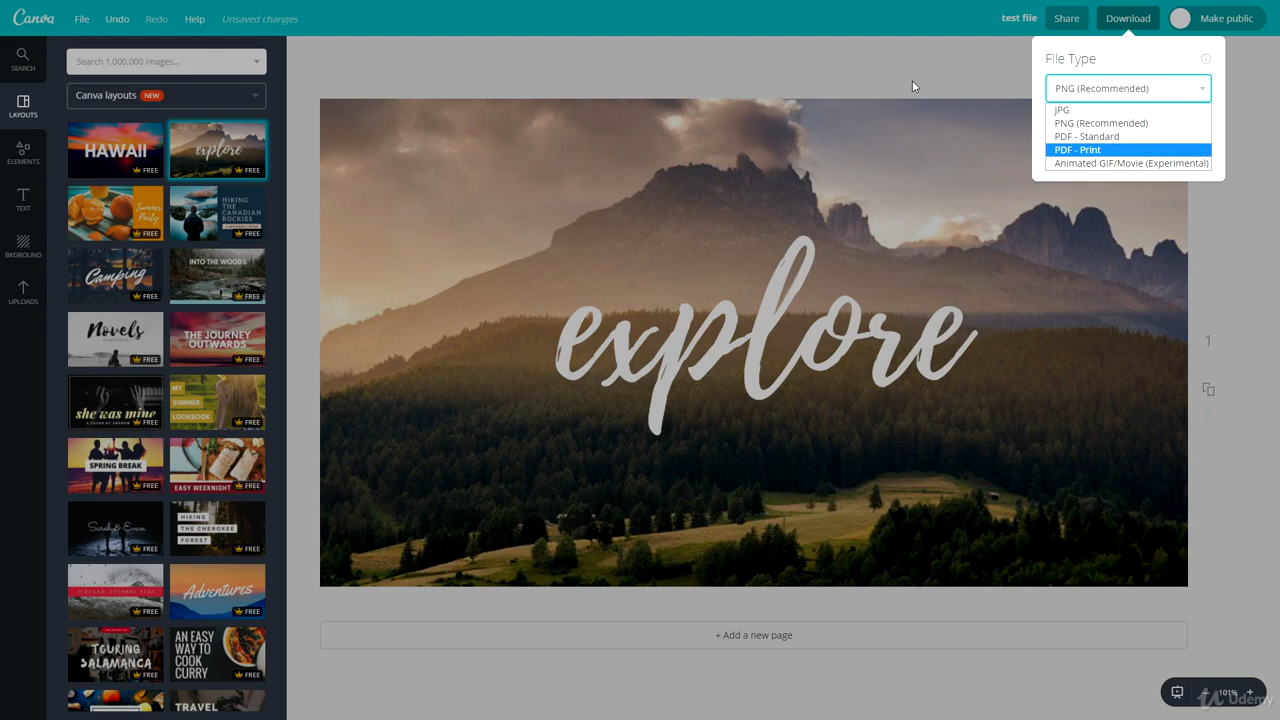 Canva File Undo Redo Help Unsaved changes test file Share Download Make public
SEARCH
LAYOUTS
ELEMENTS
TEXT
BKGROUND
UPLOADS
Search 1,000,000 images...
Canva layouts NEW
HAWAII
FREE
explore
FREE
Summer
Party
FREE
HIKING
THE
CANADIAN
ROCKIES
FREE
Camping
FREE
INTO THE WOODS
FREE
Novels
FREE
THE JOURNEY
OUTWARDS
FREE
she was mine
FREE
MY
SUMMER
LOOKBOOK
FREE
SPRING BREAK
FREE
EASY WEEKNIGHT
FREE
Sarah & Evan
FREE
HIKING
THE CHEROKEE
FOREST
FREE
FREE
Adventures
FREE
TOURING
SALAMANCA
FREE
AN EASY
WAY TO
COOK
CURRY
FREE
TRAVEL
File Type
PNG (Recommended)
JPG
PNG (Recommended)
PDF - Standard
PDF - Print
Animated GIF/Movie (Experimental)
explore
1
+ Add a new page
101%
Udemy